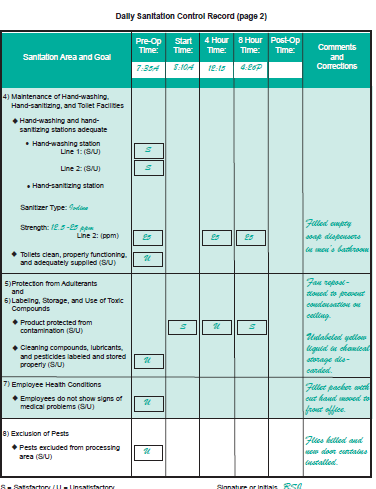 Daily Sanitation Control Record (page 2)
Sanitation Area and Goal
Pre-Op Time:
Start Time:
4 Hour Time:
8 Hour Time:
Post-Op Time:
Comments and Corrections
7:35A
8:10A
12:15
4:20P
4) Maintenance of Hand-washing,
Hand-sanitizing, and Toilet Facilities
◆ Hand-washing and hand-
sanitizing stations adequate
• Hand-washing station
Line 1: (S/U)
S
Line 2: (S/U)
S
• Hand-sanitizing station
Sanitizer Type: Iodine
Strength: 12.5 -25 ppm
Line 2: (ppm)
25
25
25
Filled empty
soap dispensers
in men's bathroom
◆ Toilets clean, properly functioning,
and adequately supplied (S/U)
U
5)Protection from Adulterants
and
6)Labeling, Storage, and Use of Toxic
Compounds
Fan reposi-
tioned to prevent
condensation on
ceiling.
◆ Product protected from
contamination (S/U)
S
U
S
◆ Cleaning compounds, lubricants,
and pesticides labeled and stored
properly (S/U)
U
Unlabeled yellow
liquid in chemical
storage dis-
carded.
7) Employee Health Conditions
◆ Employees do not show signs of
medical problems (S/U)
U
Fillet packer with
cut hand moved to
front office.
8) Exclusion of Pests
◆ Pests excluded from processing
area (S/U)
U
Flies killed and
new door curtains
installed.
S = Satisfactory / U = Unsatisfactory
Signature or Initials